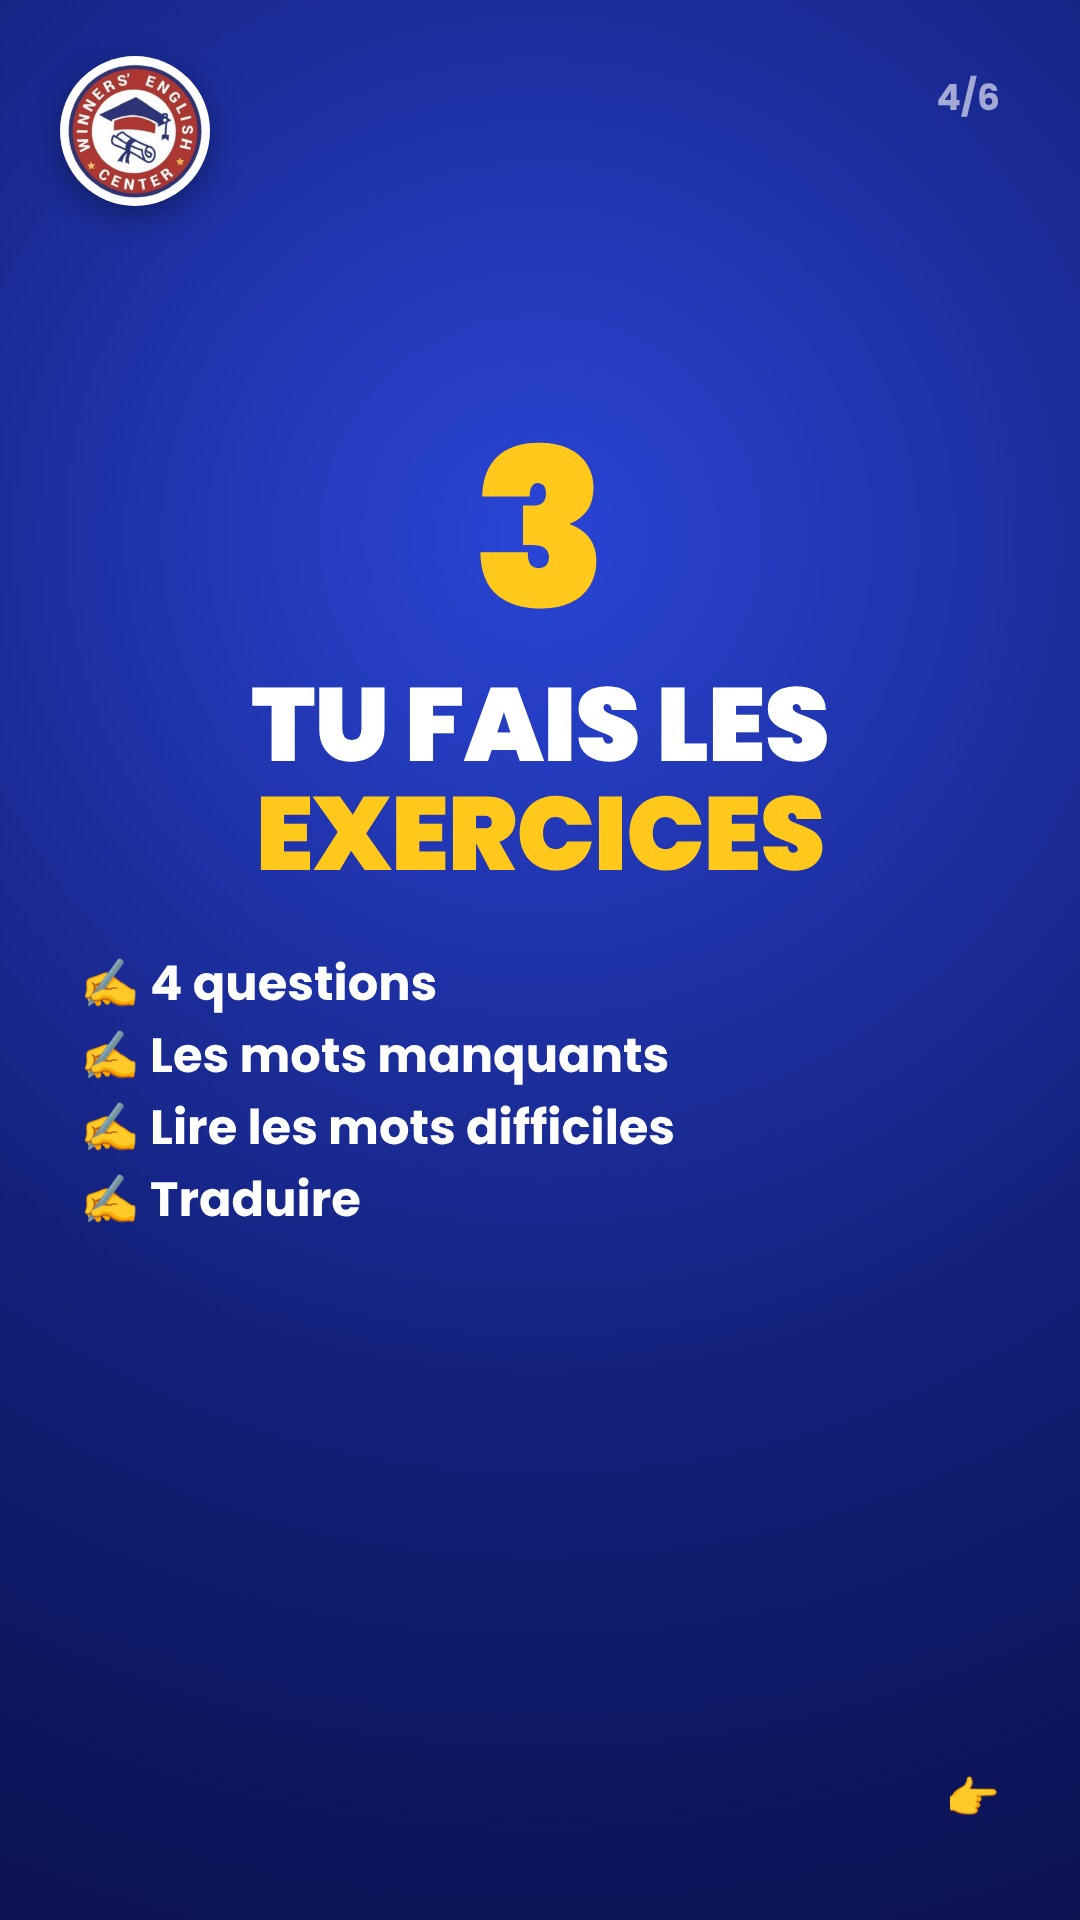 WINNERS' ENGLISH
CENTER
4/6
3
TU FAIS LES
EXERCICES
✍️ 4 questions
✍️ Les mots manquants
✍️ Lire les mots difficiles
✍️ Traduire
👉